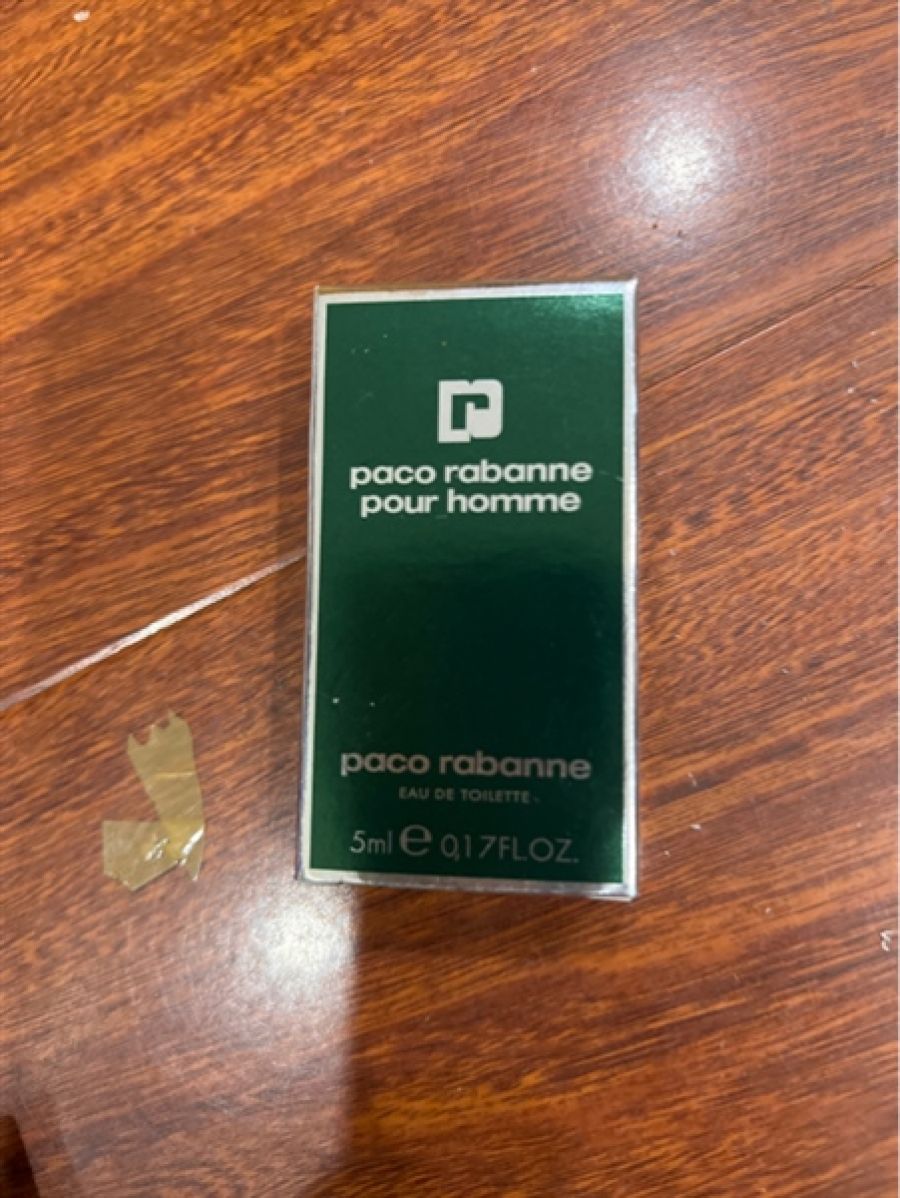 paco rabanne
pour homme
paco rabanne
EAU DE TOILETTE
5ml e 0,17FL.OZ.